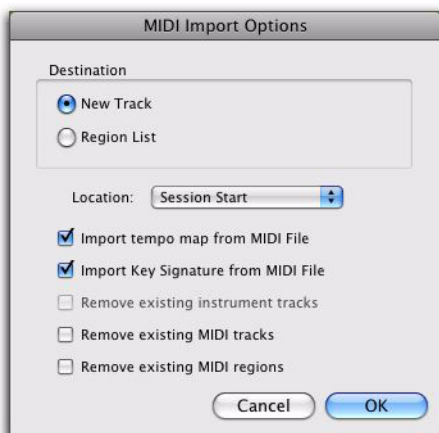 MIDI Import Options
Destination
New Track
Region List
Location: Session Start
Import tempo map from MIDI File
Import Key Signature from MIDI File
Remove existing instrument tracks
Remove existing MIDI tracks
Remove existing MIDI regions
Cancel OK